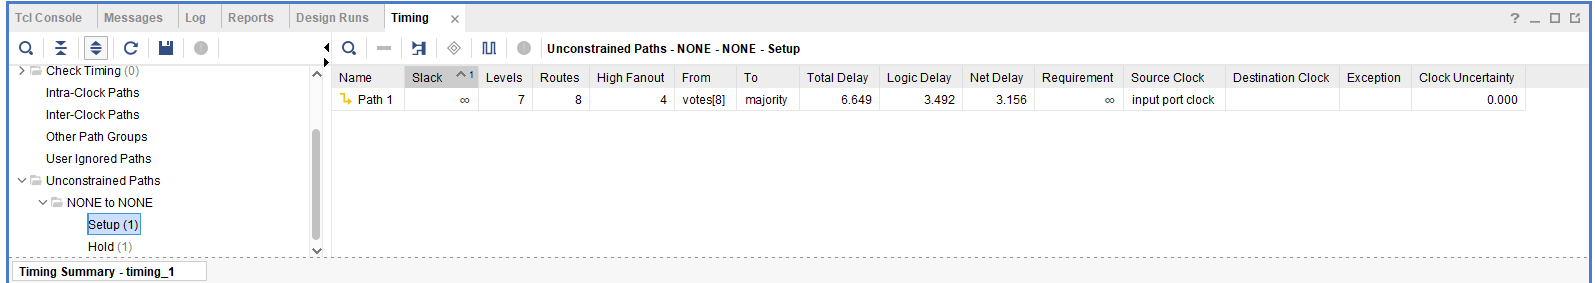 Tcl Console Messages Log Reports Design Runs Timing
Unconstrained Paths - NONE - NONE - Setup
Check Timing (0)
Intra-Clock Paths
Inter-Clock Paths
Other Path Groups
User Ignored Paths
Unconstrained Paths
NONE to NONE
Setup (1)
Hold (1)
Name Slack 1 Levels Routes High Fanout From To Total Delay Logic Delay Net Delay Requirement Source Clock Destination Clock Exception Clock Uncertainty
Path 1 ∞ 7 8 4 votes[8] majority 6.649 3.492 3.156 ∞ input port clock 0.000
Timing Summary - timing_1